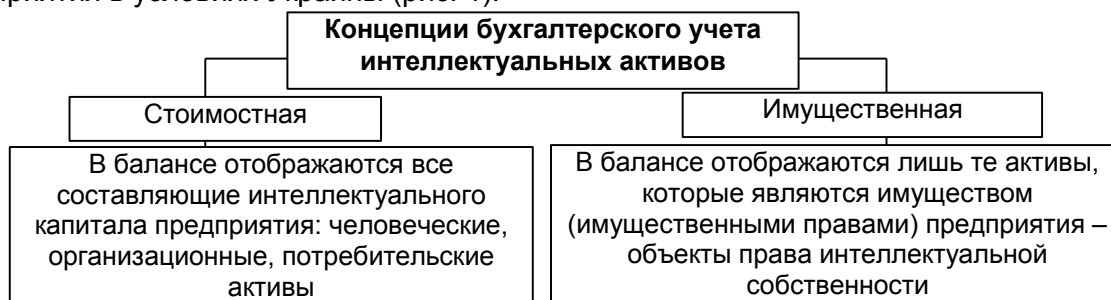 Концепции бухгалтерского учета
интеллектуальных активов
Стоимостная
Имущественная
В балансе отображаются все
составляющие интеллектуального
капитала предприятия: человеческие,
организационные, потребительские
активы
В балансе отображаются лишь те активы,
которые являются имуществом
(имущественными правами) предприятия –
объекты права интеллектуальной
собственности